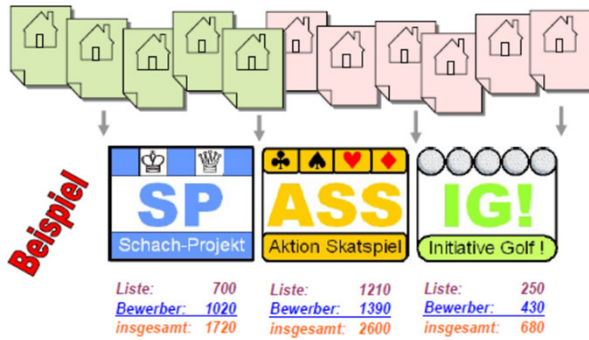 Beispiel
SP
Schach-Projekt
ASS
Aktion Skatspiel
IG!
Initiative Golf !
Liste: 700
Bewerber: 1020
insgesamt: 1720
Liste: 1210
Bewerber: 1390
insgesamt: 2600
Liste: 250
Bewerber: 430
insgesamt: 680